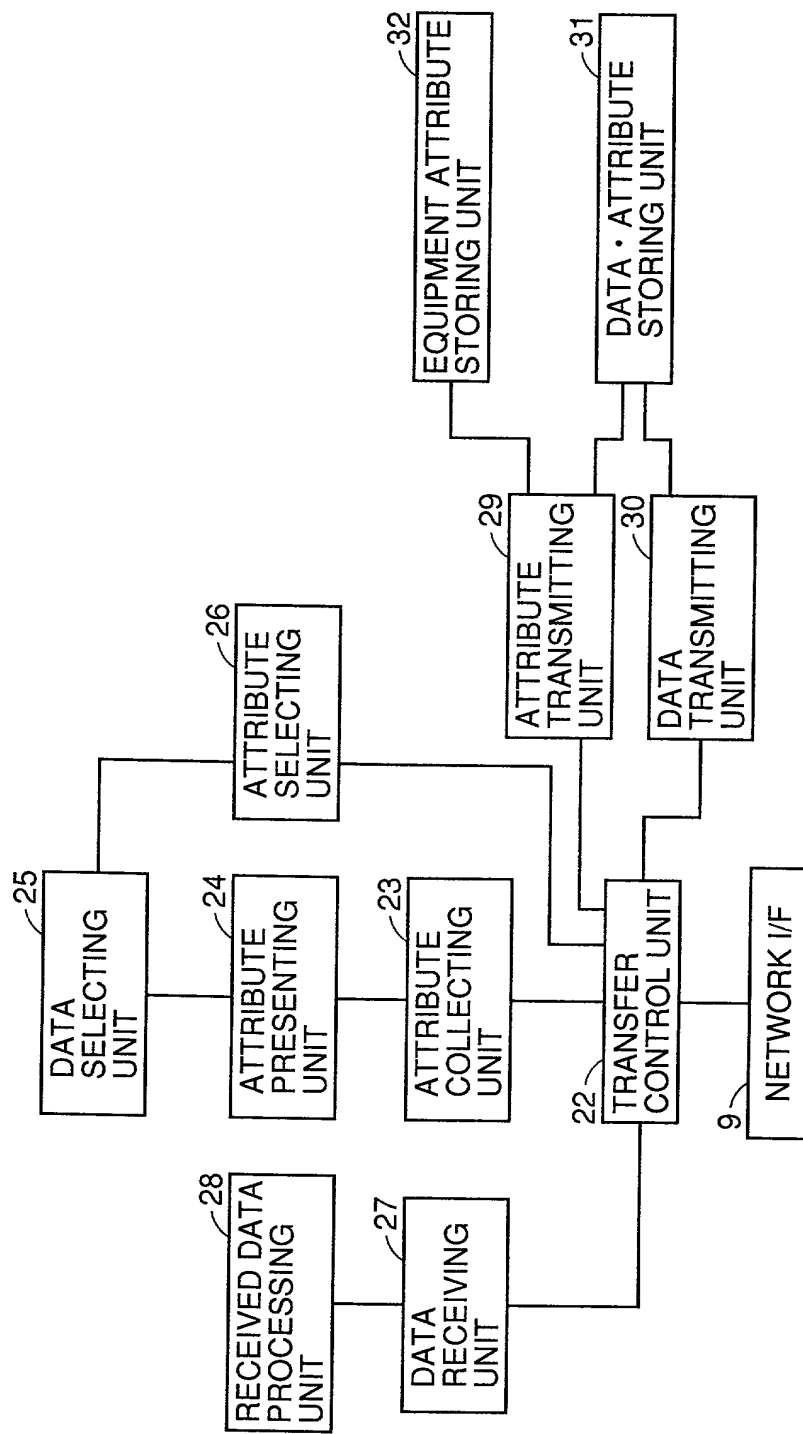 25
DATA
SELECTING
UNIT
28
RECEIVED DATA
PROCESSING
UNIT
24
ATTRIBUTE
PRESENTING
UNIT
26
ATTRIBUTE
SELECTING
UNIT
27
DATA
RECEIVING
UNIT
23
ATTRIBUTE
COLLECTING
UNIT
32
EQUIPMENT ATTRIBUTE
STORING UNIT
29
ATTRIBUTE
TRANSMITTING
UNIT
31
DATA・ATTRIBUTE
STORING UNIT
22
TRANSFER
CONTROL UNIT
30
DATA
TRANSMITTING
UNIT
9
NETWORK I/F